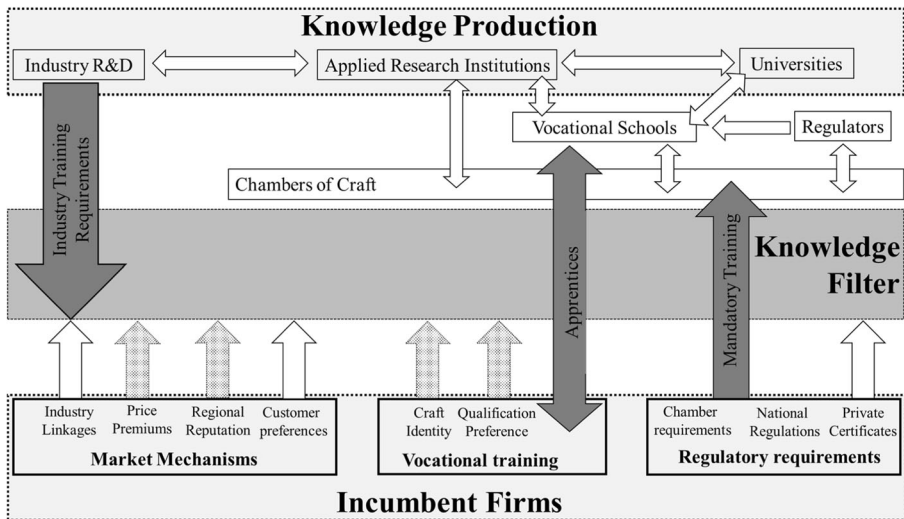 Knowledge Production
Industry R&D
Applied Research Institutions
Universities
Vocational Schools
Regulators
Chambers of Craft
Industry Training
Requirements
Knowledge
Filter
Apprentices
Mandatory Training
Industry
Linkages
Price
Premiums
Regional
Reputation
Customer
preferences
Market Mechanisms
Craft
Identity
Qualification
Preference
Vocational training
Chamber
requirements
National
Regulations
Private
Certificates
Regulatory requirements
Incumbent Firms